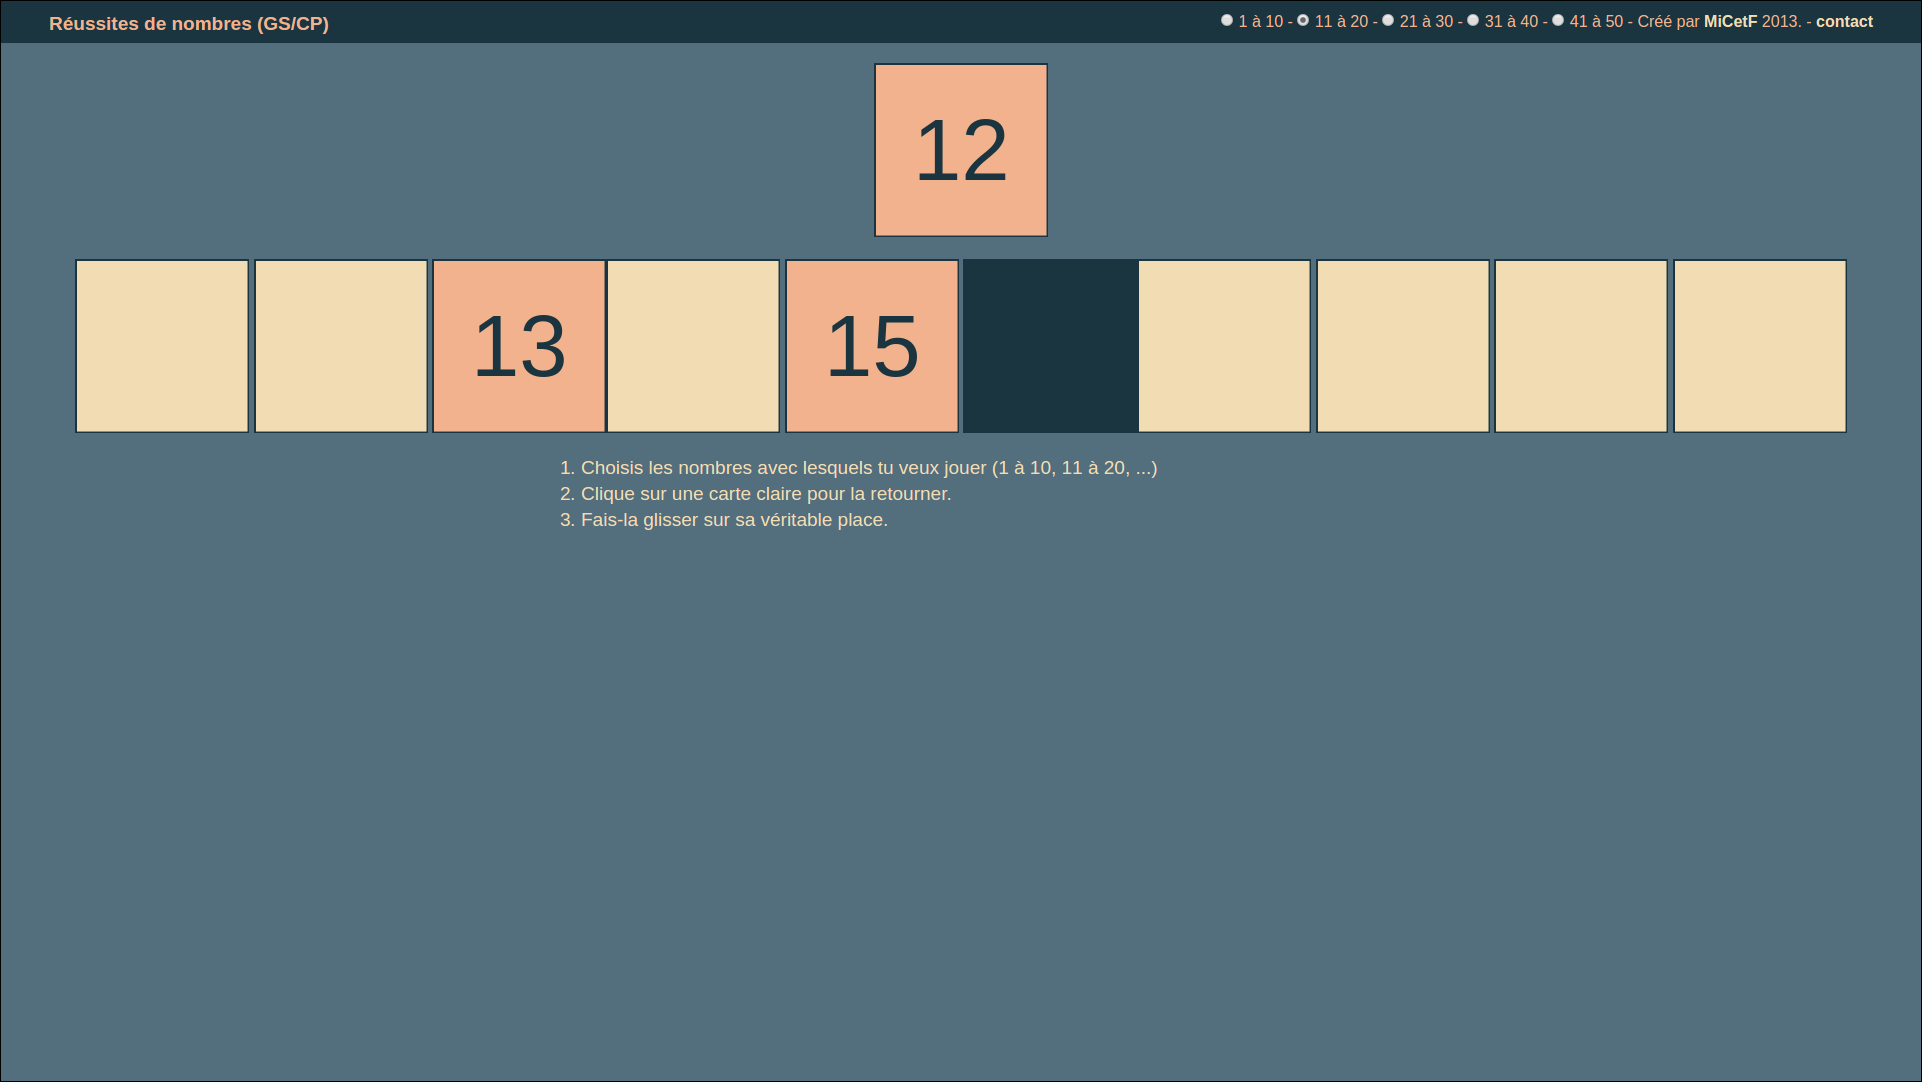 Réussites de nombres (GS/CP)
1 à 10 - 11 à 20 - 21 à 30 - 31 à 40 - 41 à 50 - Créé par MiCetF 2013. - contact
12
13 15
1. Choisis les nombres avec lesquels tu veux jouer (1 à 10, 11 à 20, ...)
2. Clique sur une carte claire pour la retourner.
3. Fais-la glisser sur sa véritable place.